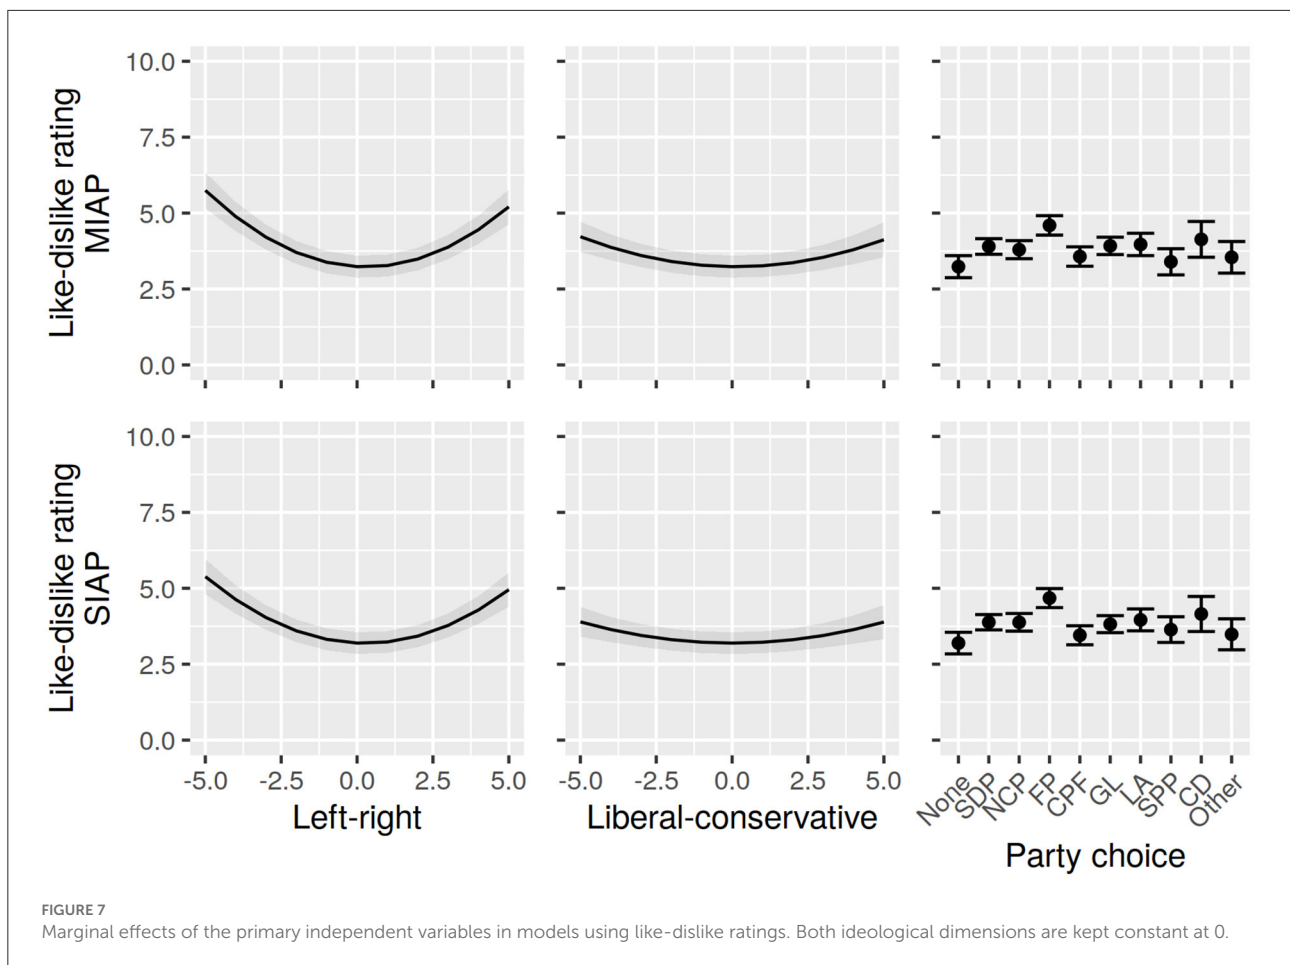 Like-dislike rating
MIAP
10.0
7.5
5.0
2.5
0.0
Like-dislike rating
SIAP
10.0
7.5
5.0
2.5
0.0
-5.0 -2.5 0.0 2.5 5.0
Left-right
-5.0 -2.5 0.0 2.5 5.0
Liberal-conservative
None SDP NCP FP CPF GL LA SPP CD Other
Party choice
FIGURE 7
Marginal effects of the primary independent variables in models using like-dislike ratings. Both ideological dimensions are kept constant at 0.